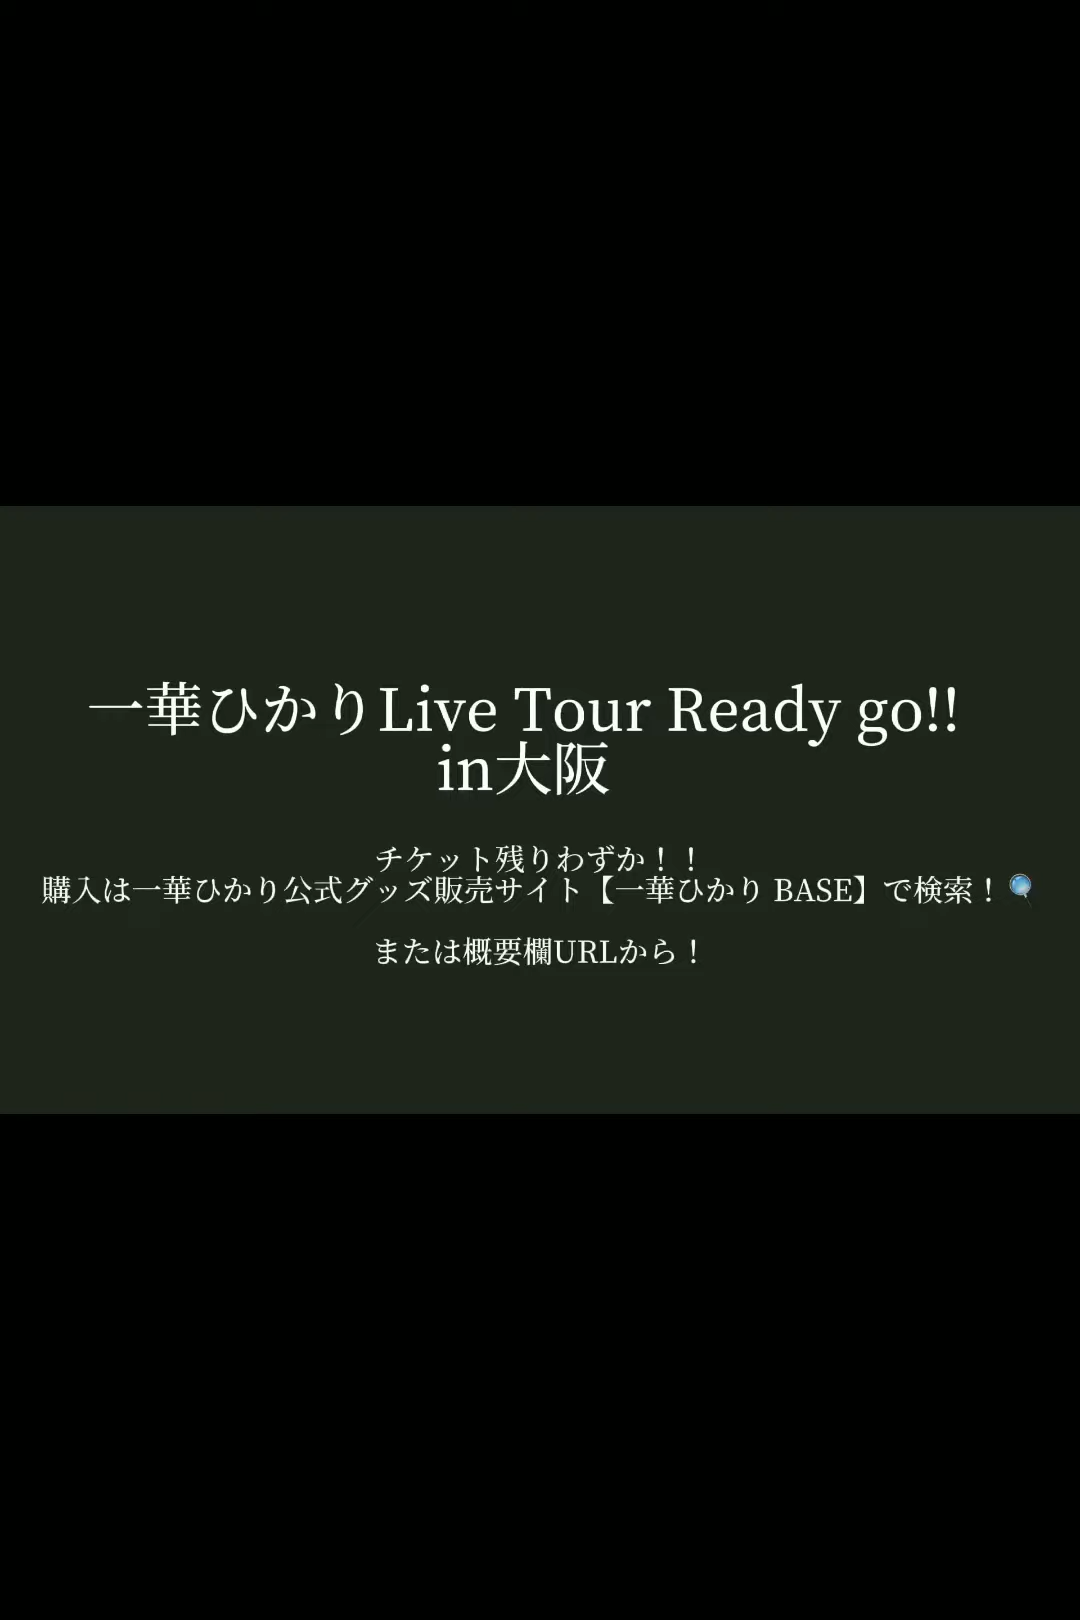 一華ひかりLive Tour Ready go!!
in大阪
チケット残りわずか！！
購入は一華ひかり公式グッズ販売サイト【一華ひかり BASE】で検索！🔍
または概要欄URLから！